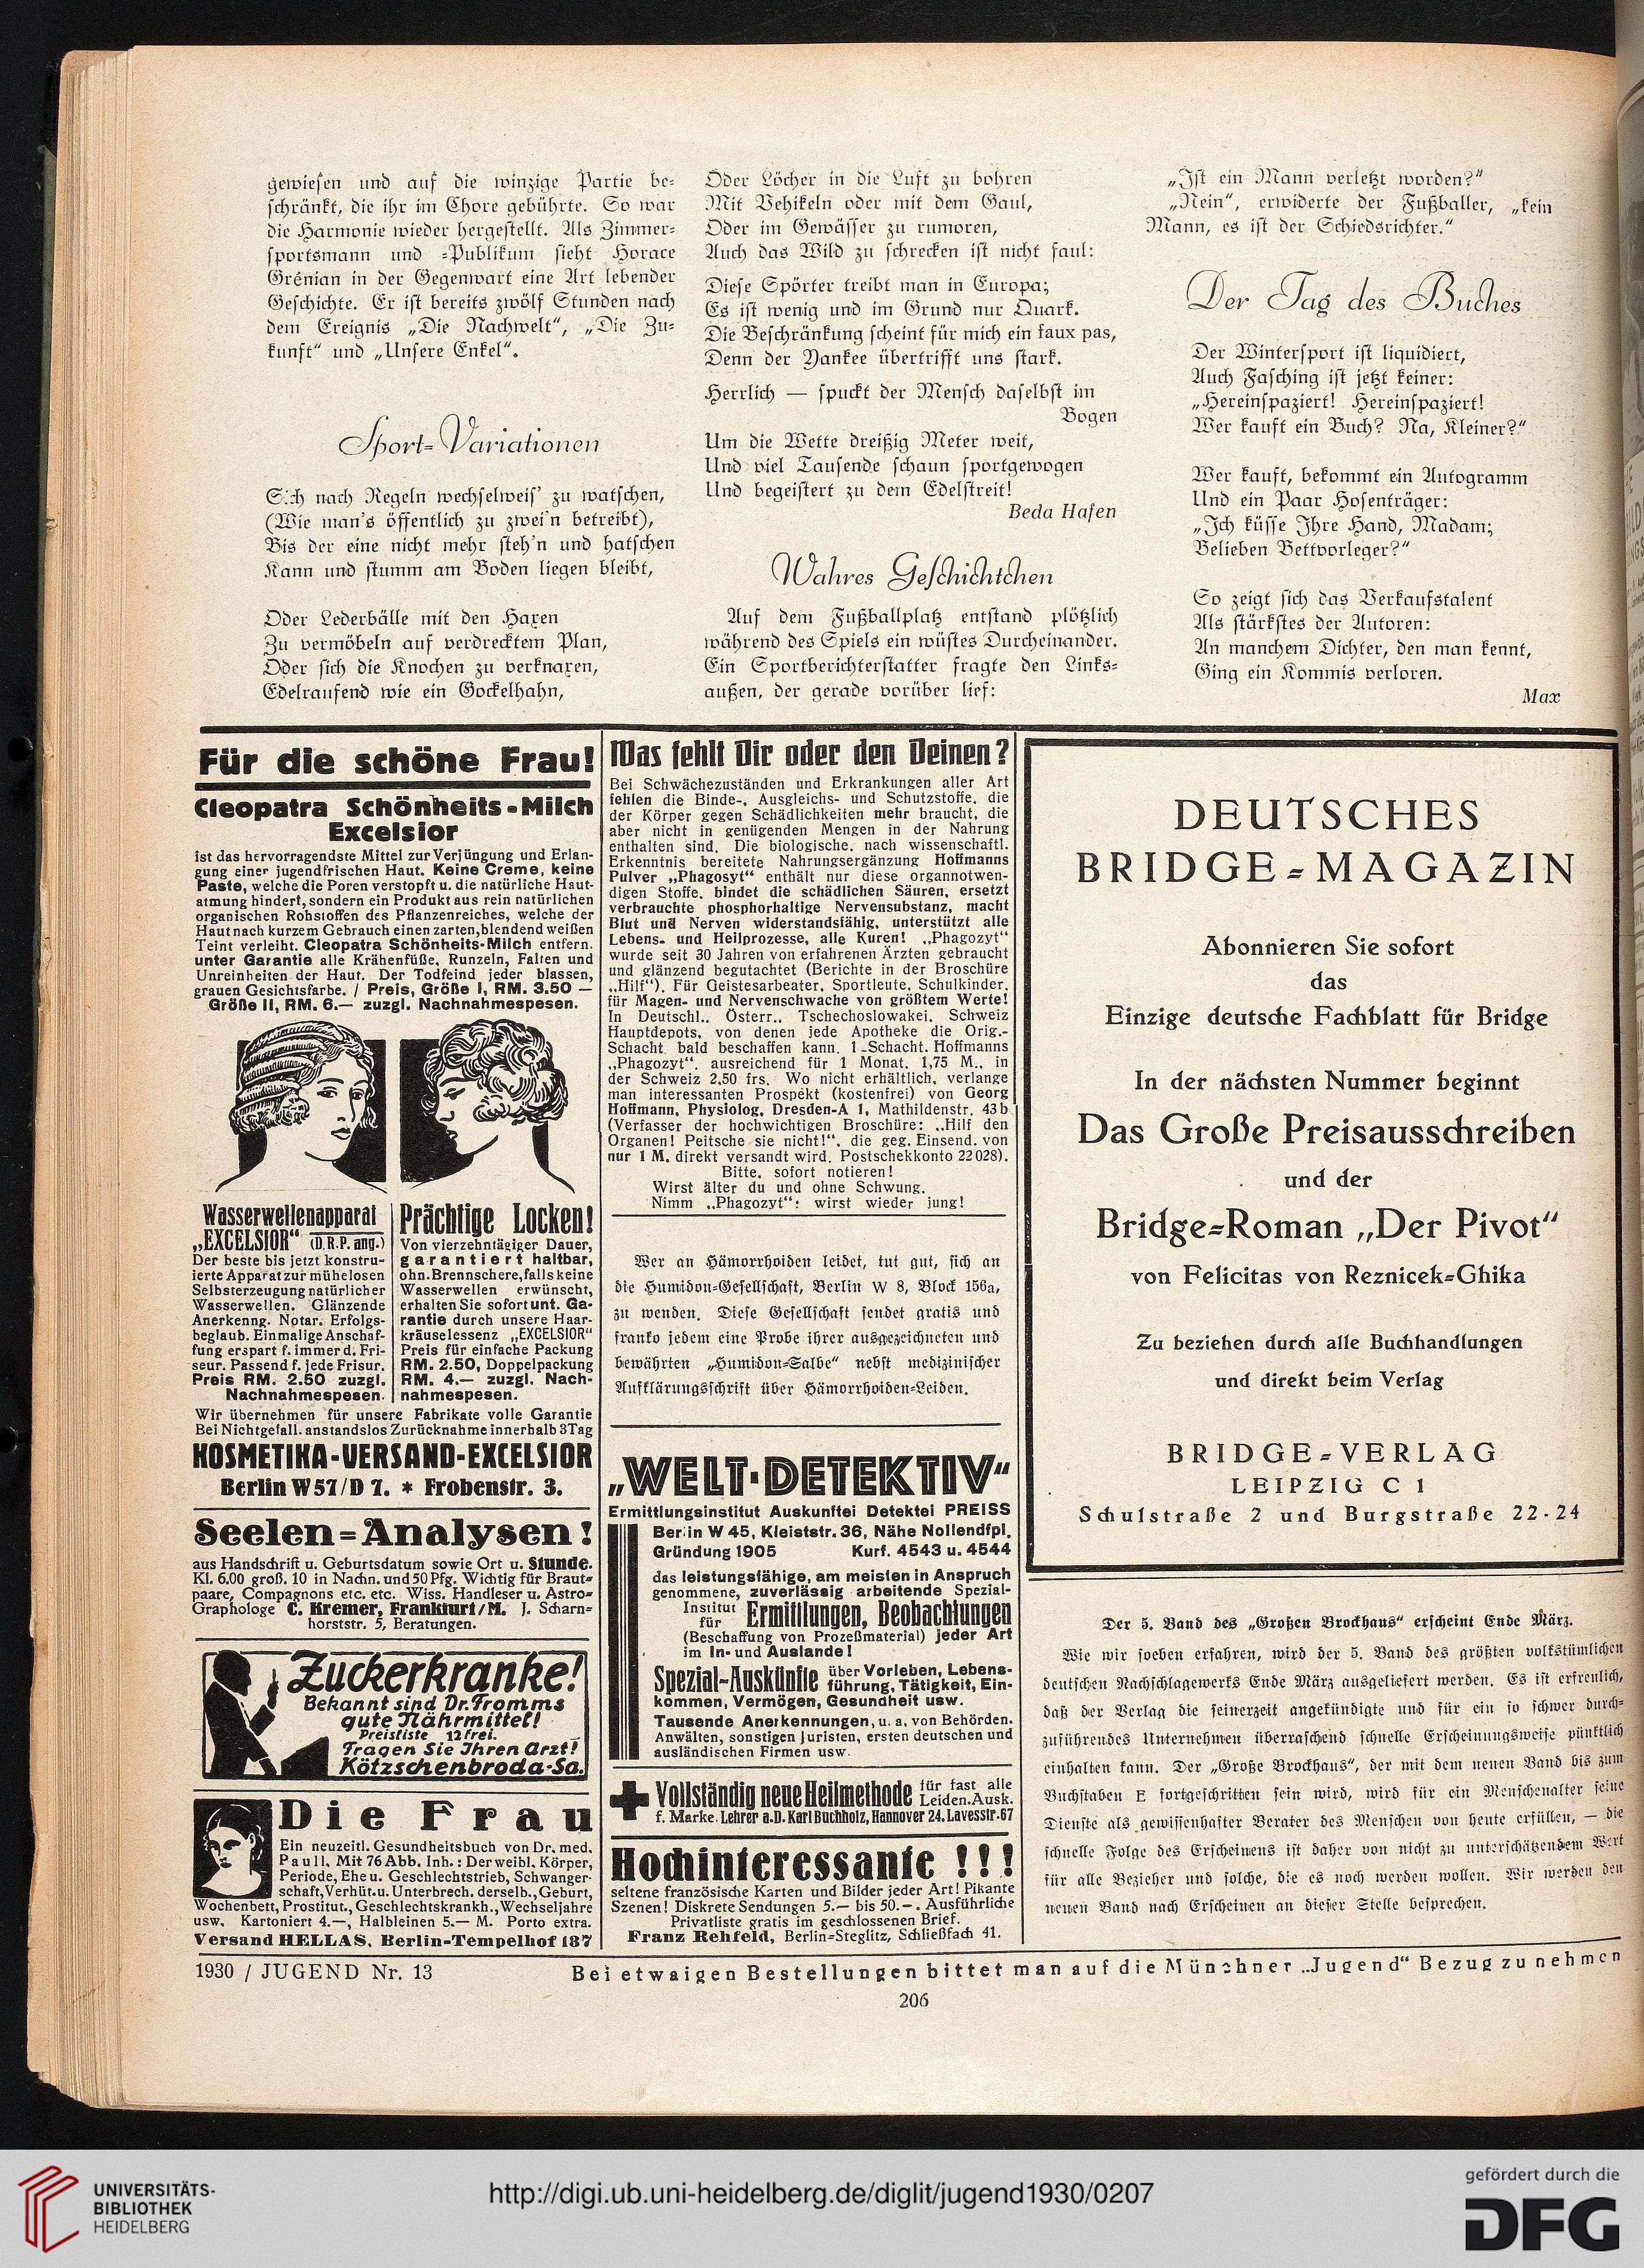 gewiesen und auf die winzige Partie be-
schränkt, die ihr im Chore gebührte. So war
die Harmonie wieder hergestellt. Als Zimmer-
sportsmann und -Publikum sieht Horace
Grénian in der Gegenwart eine Art lebender
Geschichte. Er ist bereits zwölf Stunden nach
dem Ereignis „Die Nachwelt“, „Die Zu-
kunft“ und „Unsere Enkel“.
Sport-Variationen
Sich nach Regeln wechselweis’ zu watschen,
(Wie man’s öffentlich zu zwei’n betreibt),
Bis der eine nicht mehr steh’n und hatschen
Kann und stumm am Boden liegen bleibt,
Oder Lederbälle mit den Haxen
Zu vermöbeln auf verdrecktem Plan,
Oder sich die Knochen zu verknaxen,
Edelraufend wie ein Gockelhahn,
Oder Löcher in die Luft zu bohren
Mit Vehikeln oder mit dem Gaul,
Oder im Gewässer zu rumoren,
Auch das Wild zu schrecken ist nicht faul:
Diese Spörter treibt man in Europa;
Es ist wenig und im Grund nur Quark.
Die Beschränkung scheint für mich ein faux pas,
Denn der Yankee übertrifft uns stark.
Herrlich — spuckt der Mensch daselbst im
Bogen
Um die Wette dreißig Meter weit,
Und viel Tausende schaun sportgewogen
Und begeistert zu dem Edelstreit!
Beda Hafen
Wahres Geschichtchen
Auf dem Fußballplatz entstand plötzlich
während des Spiels ein wüstes Durcheinander.
Ein Sportberichterstatter fragte den Links-
außen, der gerade vorüber lief:
„Ist ein Mann verletzt worden?“
„Nein“, erwiderte der Fußballer, „kein
Mann, es ist der Schiedsrichter.“
Der Tag des Buches
Der Wintersport ist liquidiert,
Auch Fasching ist jetzt keiner:
„Hereinspaziert! Hereinspaziert!
Wer kauft ein Buch? Na, Kleiner?“
Wer kauft, bekommt ein Autogramm
Und ein Paar Hosenträger:
„Ich küsse Ihre Hand, Madam;
Belieben Bettvorleger?“
So zeigt sich das Verkaufstalent
Als stärkstes der Autoren:
An manchem Dichter, den man kennt,
Ging ein Kommis verloren.
Max
Für die schöne Frau!
Cleopatra Schönheits-Milch
Excelsior
ist das hervorragendste Mittel zur Verjüngung und Erlan-
gung einer jugendfrischen Haut. Keine Creme, keine
Paste, welche die Poren verstopft u. die natürliche Haut-
atmung hindert, sondern ein Produkt aus rein natürlichen
organischen Rohstoffen des Pflanzenreiches, welche der
Haut nach kurzem Gebrauch einen zarten, blendend weißen
Teint verleiht. Cleopatra Schönheits-Milch entfern.
unter Garantie alle Krähenfüße, Runzeln, Falten und
Unreinheiten der Haut. Der Todfeind jeder blassen,
grauen Gesichtsfarbe. / Preis, Größe I, RM. 3.50 —
Größe II, RM. 6.— zuzgl. Nachnahmespesen.
Wasserwellenapparat
„EXCELSIOR“ (D.R.P. ang.)
Der beste bis jetzt konstru-
ierte Apparat zur mühelosen
Selbsterzeugung natürlicher
Wasserwellen. Glänzende
Anerkenng. Notar. Erfolgs-
beglaub. Einmalige Anschaf-
fung erspart f. immer d. Fri-
seur. Passend f. jede Frisur.
Preis RM. 2.50 zuzgl.
Nachnahmespesen.
Prächtige Locken!
Von vierzehntägiger Dauer,
garantiert haltbar,
ohn. Brennschere, falls keine
Wasserwellen erwünscht,
erhalten Sie sofort unt. Ga-
rantie durch unsere Haar-
kräuselessenz „EXCELSIOR“
Preis für einfache Packung
RM. 2.50, Doppelpackung
RM. 4.— zuzgl. Nach-
nahmespesen.
Wir übernehmen für unsere Fabrikate volle Garantie
Bei Nichtgefall. anstandslos Zurücknahme innerhalb 3Tag
KOSMETIKA-VERSAND-EXCELSIOR
Berlin W57/D 7. * Frobenstr. 3.
Seelen-Analysen!
aus Handschrift u. Geburtsdatum sowie Ort u. Stunde.
Kl. 6.00 groß. 10 in Nachn. und 50 Pfg. Wichtig für Braut-
paare, Compagnons etc. etc. Wiss. Handleser u. Astro-
Graphologe C. Kremer, Frankfurt/M. J. Scharn-
horststr. 5, Beratungen.
Zuckerkranke!
Bekannt sind Dr. Fromms
gute Nährmittel!
Preisliste 12 frei.
Fragen Sie Ihren Arzt!
Kötzschenbroda-Sa.
Die Frau
Ein neuzeitl. Gesundheitsbuch von Dr. med.
Paull. Mit 76 Abb. Inh.: Der weibl. Körper,
Periode, Ehe u. Geschlechtstrieb, Schwanger-
schaft, Verhüt. u. Unterbrech. derselb., Geburt,
Wochenbett, Prostitut., Geschlechtskrankh., Wechseljahre
usw. Kartoniert 4.—, Halbleinen 5.— M. Porto extra.
Versand HELLAS, Berlin-Tempelhof 137
Was fehlt Dir oder den Deinen?
Bei Schwächezuständen und Erkrankungen aller Art
fehlen die Binde-, Ausgleichs- und Schutzstoffe, die
der Körper gegen Schädlichkeiten mehr braucht, die
aber nicht in genügenden Mengen in der Nahrung
enthalten sind. Die biologische, nach wissenschaftl.
Erkenntnis bereitete Nahrungsergänzung Hoffmanns
Pulver „Phagosyt“ enthält nur diese organnotwen-
digen Stoffe, bindet die schädlichen Säuren, ersetzt
verbrauchte phosphorhaltige Nervensubstanz, macht
Blut und Nerven widerstandsfähig, unterstützt alle
Lebens- und Heilprozesse, alle Kuren! „Phagozyt“
wurde seit 30 Jahren von erfahrenen Ärzten gebraucht
und glänzend begutachtet (Berichte in der Broschüre
„Hilf“). Für Geistesarbeater, Sportleute, Schulkinder,
für Magen- und Nervenschwache von größtem Werte!
In Deutschl., Österr., Tschechoslowakei, Schweiz
Hauptdepots, von denen jede Apotheke die Orig.-
Schacht. bald beschaffen kann. 1 Schacht. Hoffmanns
„Phagozyt“, ausreichend für 1 Monat, 1,75 M., in
der Schweiz 2,50 frs. Wo nicht erhältlich, verlange
man interessanten Prospekt (kostenfrei) von Georg
Hoffmann, Physiolog, Dresden-A 1, Mathildenstr. 43 b
(Verfasser der hochwichtigen Broschüre: „Hilf den
Organen! Peitsche sie nicht!“, die geg. Einsend. von
nur 1 M. direkt versandt wird. Postschekkonto 22 028).
Bitte, sofort notieren!
Wirst älter du und ohne Schwung.
Nimm „Phagozyt“: wirst wieder jung!
Wer an Hämorrhoiden leidet, tut gut, sich an
die Humidon-Gesellschaft, Berlin W 8, Block 156a,
zu wenden. Diese Gesellschaft sendet gratis und
franko jedem eine Probe ihrer ausgezeichneten und
bewährten „Humidon-Salbe“ nebst medizinischer
Aufklärungsschrift über Hämorrhoiden-Leiden.
„WELT-DETEKTIV“
Ermittlungsinstitut Auskunftei Detektei PREISS
Berlin W 45, Kleiststr. 36, Nähe Nollendfpl.
Gründung 1905 Kurf. 4543 u. 4544
das leistungsfähige, am meisten in Anspruch
genommene, zuverlässig arbeitende Spezial-
Institut für Ermittlungen, Beobachtungen
(Beschaffung von Prozeßmaterial) jeder Art
im In- und Auslande!
Spezial-Auskünfte über Vorleben, Lebens-
führung, Tätigkeit, Ein-
kommen, Vermögen, Gesundheit usw.
Tausende Anerkennungen, u. a. von Behörden.
Anwälten, sonstigen Juristen, ersten deutschen und
ausländischen Firmen usw.
Vollständig neue Heilmethode für fast alle
Leiden. Ausk.
f. Marke. Lehrer a.D. Karl Buchholz, Hannover 24. Lavesstr. 67
Hochinteressante !!!
seltene französische Karten und Bilder jeder Art! Pikante
Szenen! Diskrete Sendungen 5.— bis 50.—. Ausführliche
Privatliste gratis im geschlossenen Brief.
Franz Rehfeld, Berlin-Steglitz, Schließfach 41.
DEUTSCHES
BRIDGE-MAGAZIN
Abonnieren Sie sofort
das
Einzige deutsche Fachblatt für Bridge
In der nächsten Nummer beginnt
Das Große Preisausschreiben
und der
Bridge-Roman „Der Pivot“
von Felicitas von Reznicek-Ghika
Zu beziehen durch alle Buchhandlungen
und direkt beim Verlag
BRIDGE-VERLAG
LEIPZIG C 1
Schulstraße 2 und Burgstraße 22-24
Der 5. Band des „Großen Brockhaus“ erscheint Ende März.
Wie wir soeben erfahren, wird der 5. Band des größten volkstümlichen
deutschen Nachschlagewerks Ende März ausgeliefert werden. Es ist erfreulich,
daß der Verlag die seinerzeit angekündigte und für ein so schwer durch-
zuführendes Unternehmen überraschend schnelle Erscheinungsweise pünktlich
einhalten kann. Der „Große Brockhaus“, der mit dem neuen Band bis zum
Buchstaben E fortgeschritten sein wird, wird für ein Menschenalter seine
Dienste als gewissenhafter Berater des Menschen von heute erfüllen, — die
schnelle Folge des Erscheinens ist daher von nicht zu unterschätzendem Wert
für alle Bezieher und solche, die es noch werden wollen. Wir werden den
neuen Band nach Erscheinen an dieser Stelle besprechen.
1930 / JUGEND Nr. 13
Bei etwaigen Bestellungen bittet man auf die Münchner „Jugend“ Bezug zu nehmen
206
UNIVERSITÄTS-
BIBLIOTHEK
HEIDELBERG
http://digi.ub.uni-heidelberg.de/diglit/jugend1930/0207
gefördert durch die
DFG